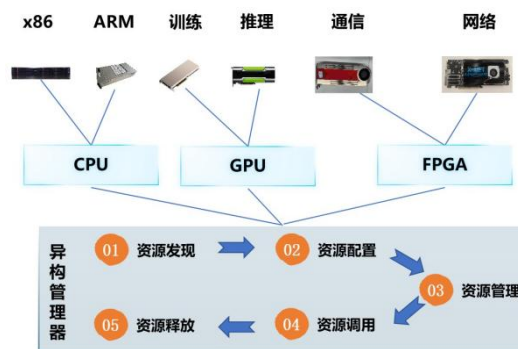 x86 ARM 训练 推理 通信 网络
CPU GPU FPGA
异构管理器
01 资源发现 02 资源配置
03 资源管理
05 资源释放 04 资源调用